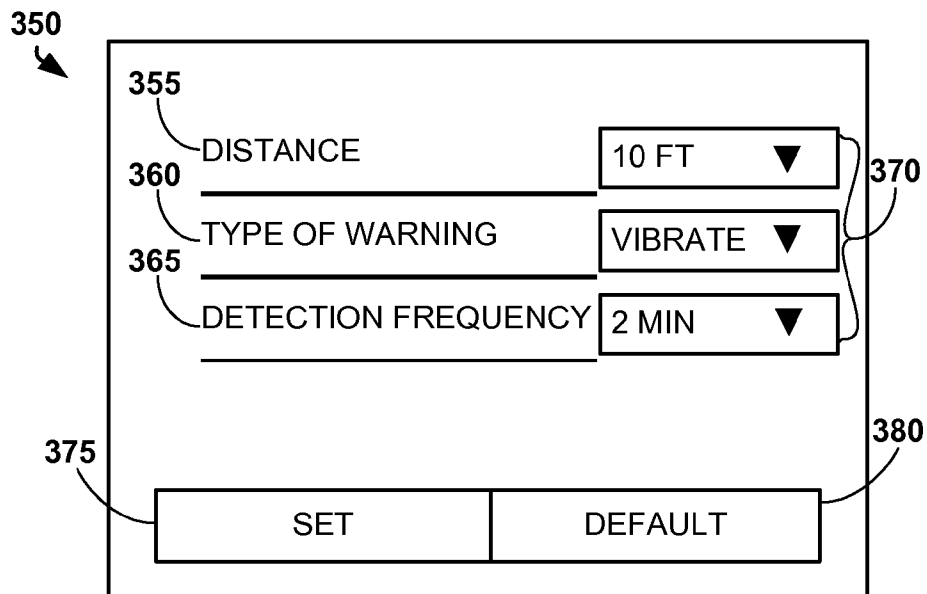 350
355
DISTANCE 10 FT ▼
360 370
TYPE OF WARNING VIBRATE ▼
365
DETECTION FREQUENCY 2 MIN ▼
375 380
SET DEFAULT